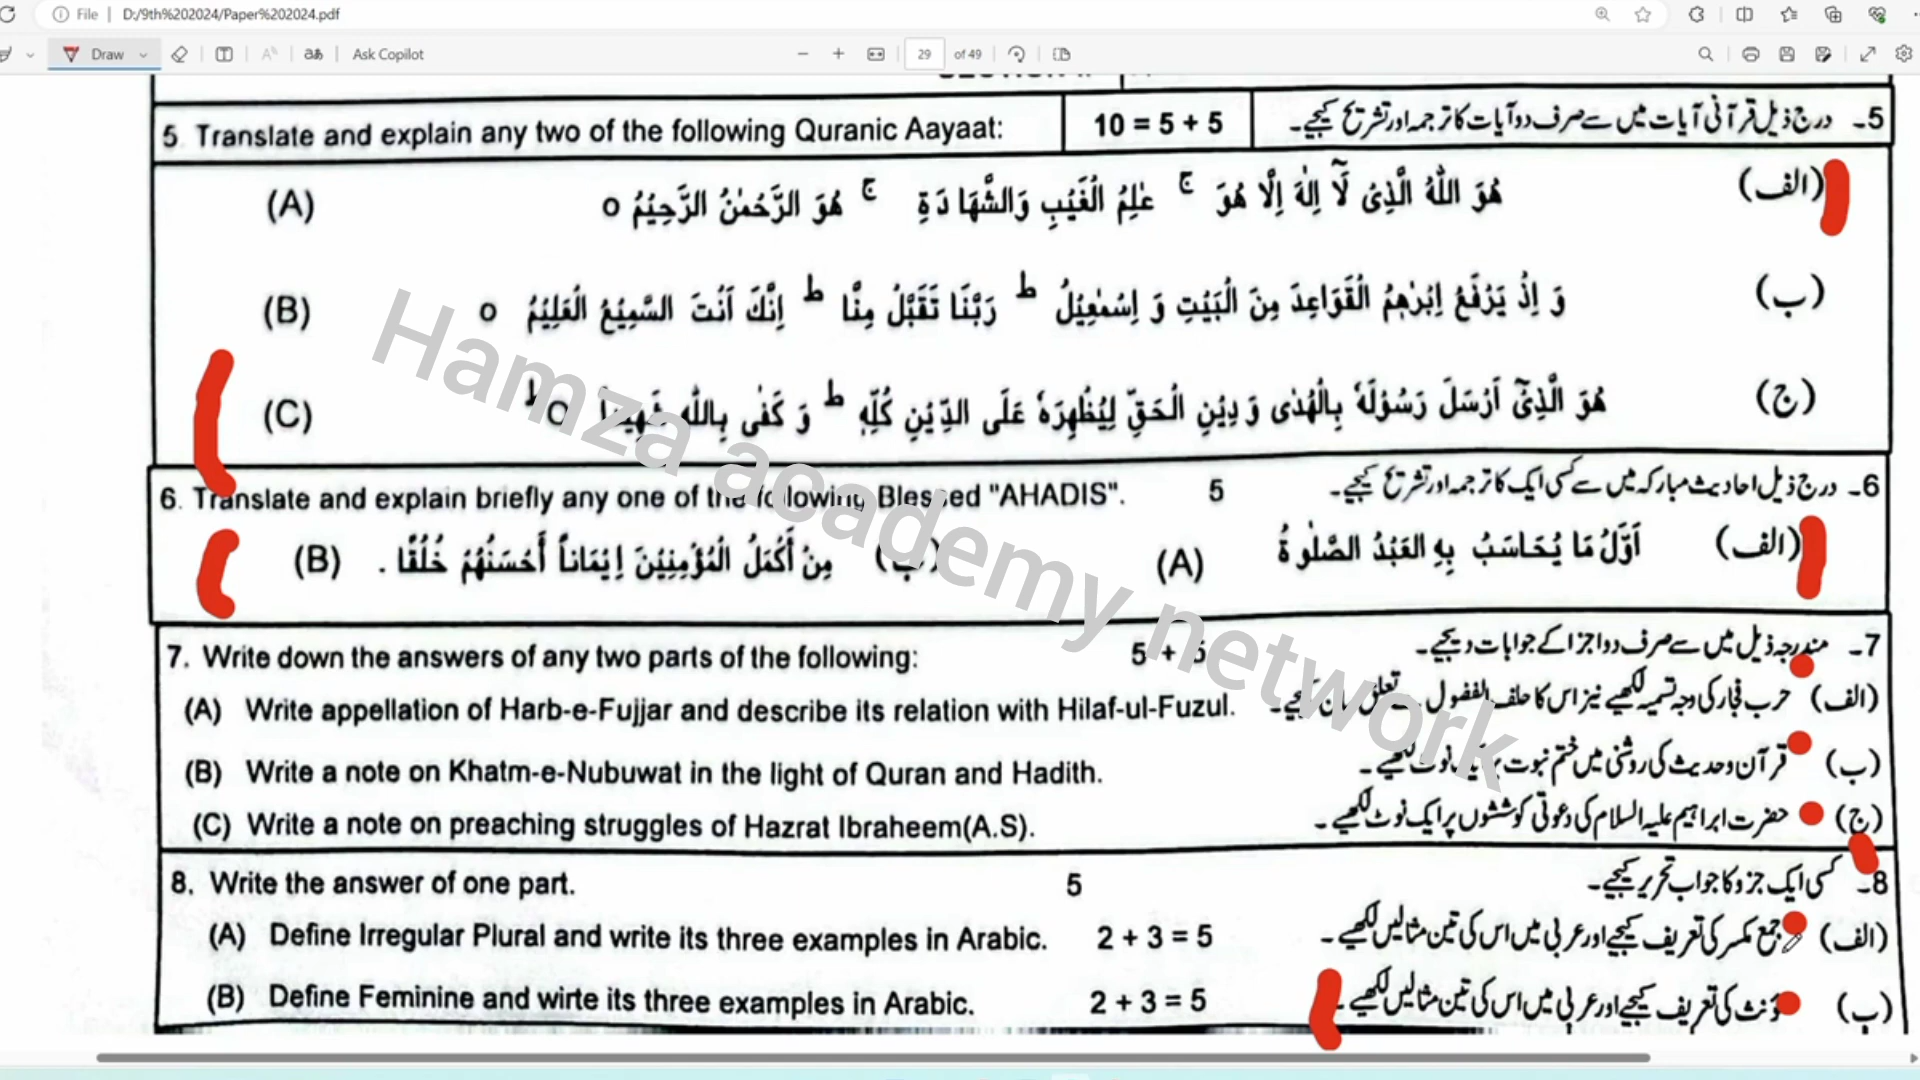 File | D:/9th%202024/Paper%202024.pdf
Draw aあ Ask Copilot 29 of 49
5. Translate and explain any two of the following Quranic Aayaat: 10 = 5 + 5 5۔ درج ذیل قرآنی آیات میں سے صرف دو آیات کا ترجمہ اور تشریح کیجیے۔
(A) هُوَ اللّٰهُ الَّذِیْ لَآ اِلٰهَ اِلَّا هُوَ ج عٰلِمُ الْغَیْبِ وَالشَّهَا دَةِ ج هُوَ الرَّحْمٰنُ الرَّحِیْمُ o (الف)
(B) وَ اِذْ یَرْفَعُ اِبْرٰهٖمُ الْقَوَاعِدَ مِنَ الْبَیْتِ وَ اِسْمٰعِیْلُ ط رَبَّنَا تَقَبَّلْ مِنَّا ط اِنَّكَ اَنْتَ السَّمِیْعُ الْعَلِیْمُ o (ب)
(C) هُوَ الَّذِیْٓ اَرْسَلَ رَسُوْلَهٗ بِالْهُدٰی وَ دِیْنِ الْحَقِّ لِیُظْهِرَهٗ عَلَی الدِّیْنِ كُلِّهٖ ط وَ كَفٰی بِاللّٰهِ شَهِیْدًا o ط (ج)
6. Translate and explain briefly any one of the following Blessed "AHADIS". 5 6۔ درج ذیل احادیث مبارکہ میں سے کسی ایک کا ترجمہ اور تشریح کیجیے۔
(الف) اَوَّلُ مَا یُحَاسَبُ بِهِ العَبْدُ الصَّلٰو ةُ (A) (ب) مِنْ أَكْمَلُ الْمُؤْمِنِیْنَ اِیْمَاناً أَحْسَنُهُمْ خُلُقًا . (B)
7. Write down the answers of any two parts of the following: 5 + 5 7۔ مندرجہ ذیل میں سے صرف دو اجزا کے جوابات دیجیے۔
(A) Write appellation of Harb-e-Fujjar and describe its relation with Hilaf-ul-Fuzul. (الف) حرب فجار کی وجہ تسمیہ لکھیے نیز اس کا حلف الفضول سے تعلق بیان کیجیے۔
(B) Write a note on Khatm-e-Nubuwat in the light of Quran and Hadith. (ب) قرآن و حدیث کی روشنی میں ختم نبوت پر ایک نوٹ لکھیے۔
(C) Write a note on preaching struggles of Hazrat Ibraheem(A.S). (ج) حضرت ابراہیم علیہ السلام کی دعوتی کوششوں پر ایک نوٹ لکھیے۔
8. Write the answer of one part. 5 8۔ کسی ایک جزو کا جواب تحریر کیجیے۔
(A) Define Irregular Plural and write its three examples in Arabic. 2 + 3 = 5 (الف) جمع مکسر کی تعریف کیجیے اور عربی میں اس کی تین مثالیں لکھیے۔
(B) Define Feminine and wirte its three examples in Arabic. 2 + 3 = 5 (ب) مؤنث کی تعریف کیجیے اور عربی میں اس کی تین مثالیں لکھیے۔
Hamza academy network